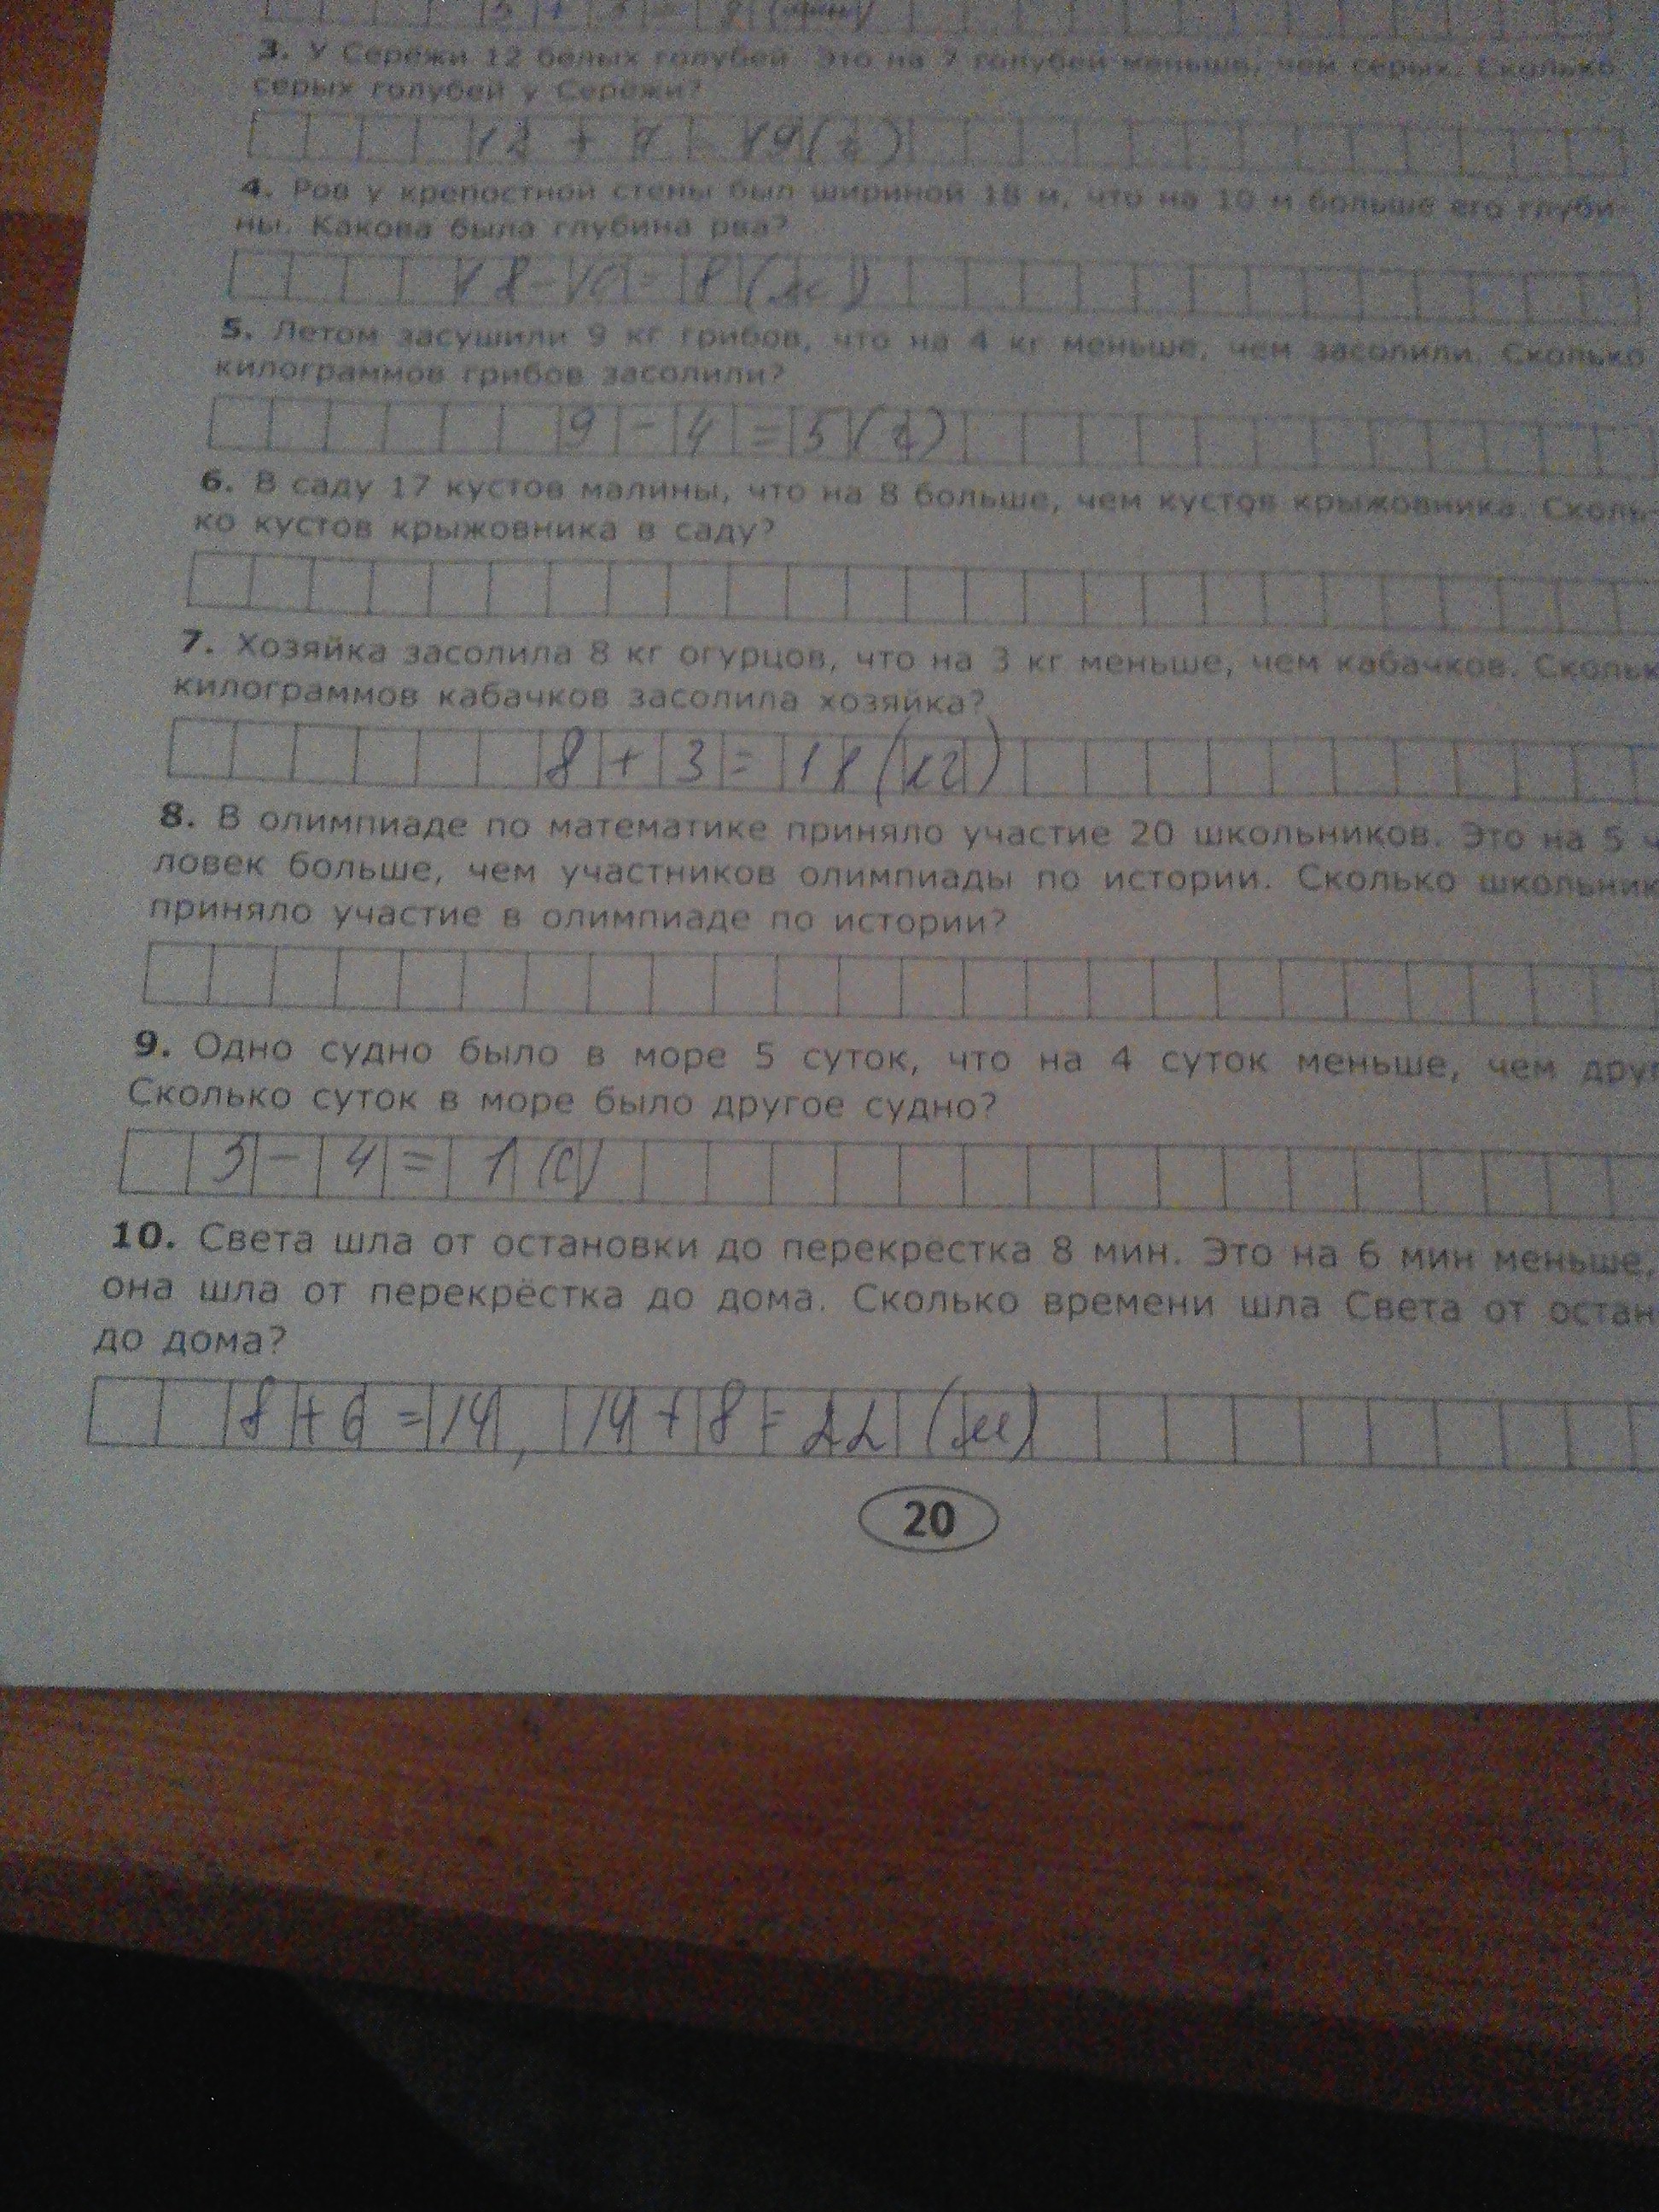 3. У Серёжи 12 белых голубей. Это на 7 голубей меньше, чем серых. Сколько
серых голубей у Серёжи?
12 + 7 = 19 (г)
4. Ров у крепостной стены был шириной 18 м, что на 10 м больше его глуби-
ны. Какова была глубина рва?
18 - 10 = 8 (м)
5. Летом засушили 9 кг грибов, что на 4 кг меньше, чем засолили. Сколько
килограммов грибов засолили?
9 - 4 = 5 (г)
6. В саду 17 кустов малины, что на 8 больше, чем кустов крыжовника. Сколь-
ко кустов крыжовника в саду?
7. Хозяйка засолила 8 кг огурцов, что на 3 кг меньше, чем кабачков. Скольк
килограммов кабачков засолила хозяйка?
8 + 3 = 11 (кг)
8. В олимпиаде по математике приняло участие 20 школьников. Это на 5 ч
ловек больше, чем участников олимпиады по истории. Сколько школьник
приняло участие в олимпиаде по истории?
9. Одно судно было в море 5 суток, что на 4 суток меньше, чем друг
Сколько суток в море было другое судно?
5 - 4 = 1 (с)
10. Света шла от остановки до перекрёстка 8 мин. Это на 6 мин меньше,
она шла от перекрёстка до дома. Сколько времени шла Света от остан
до дома?
8 + 6 = 14, 14 + 8 = 22 (м)
20